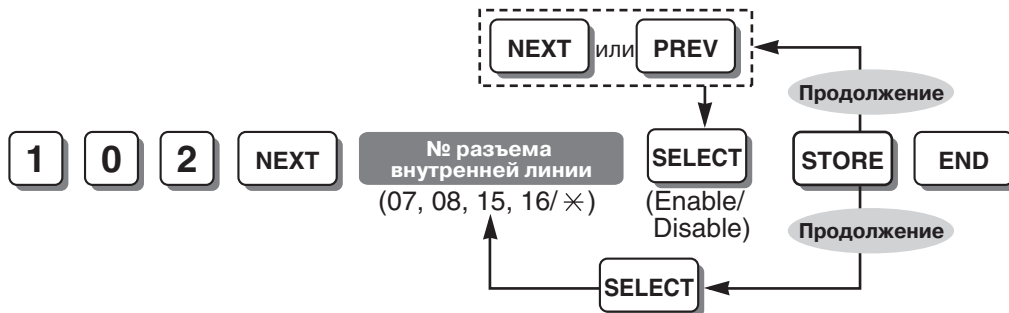 NEXT или PREV
Продолжение
1 0 2 NEXT
№ разъема
внутренней линии
(07, 08, 15, 16/ ✳)
SELECT
(Enable/
Disable)
STORE
END
Продолжение
SELECT